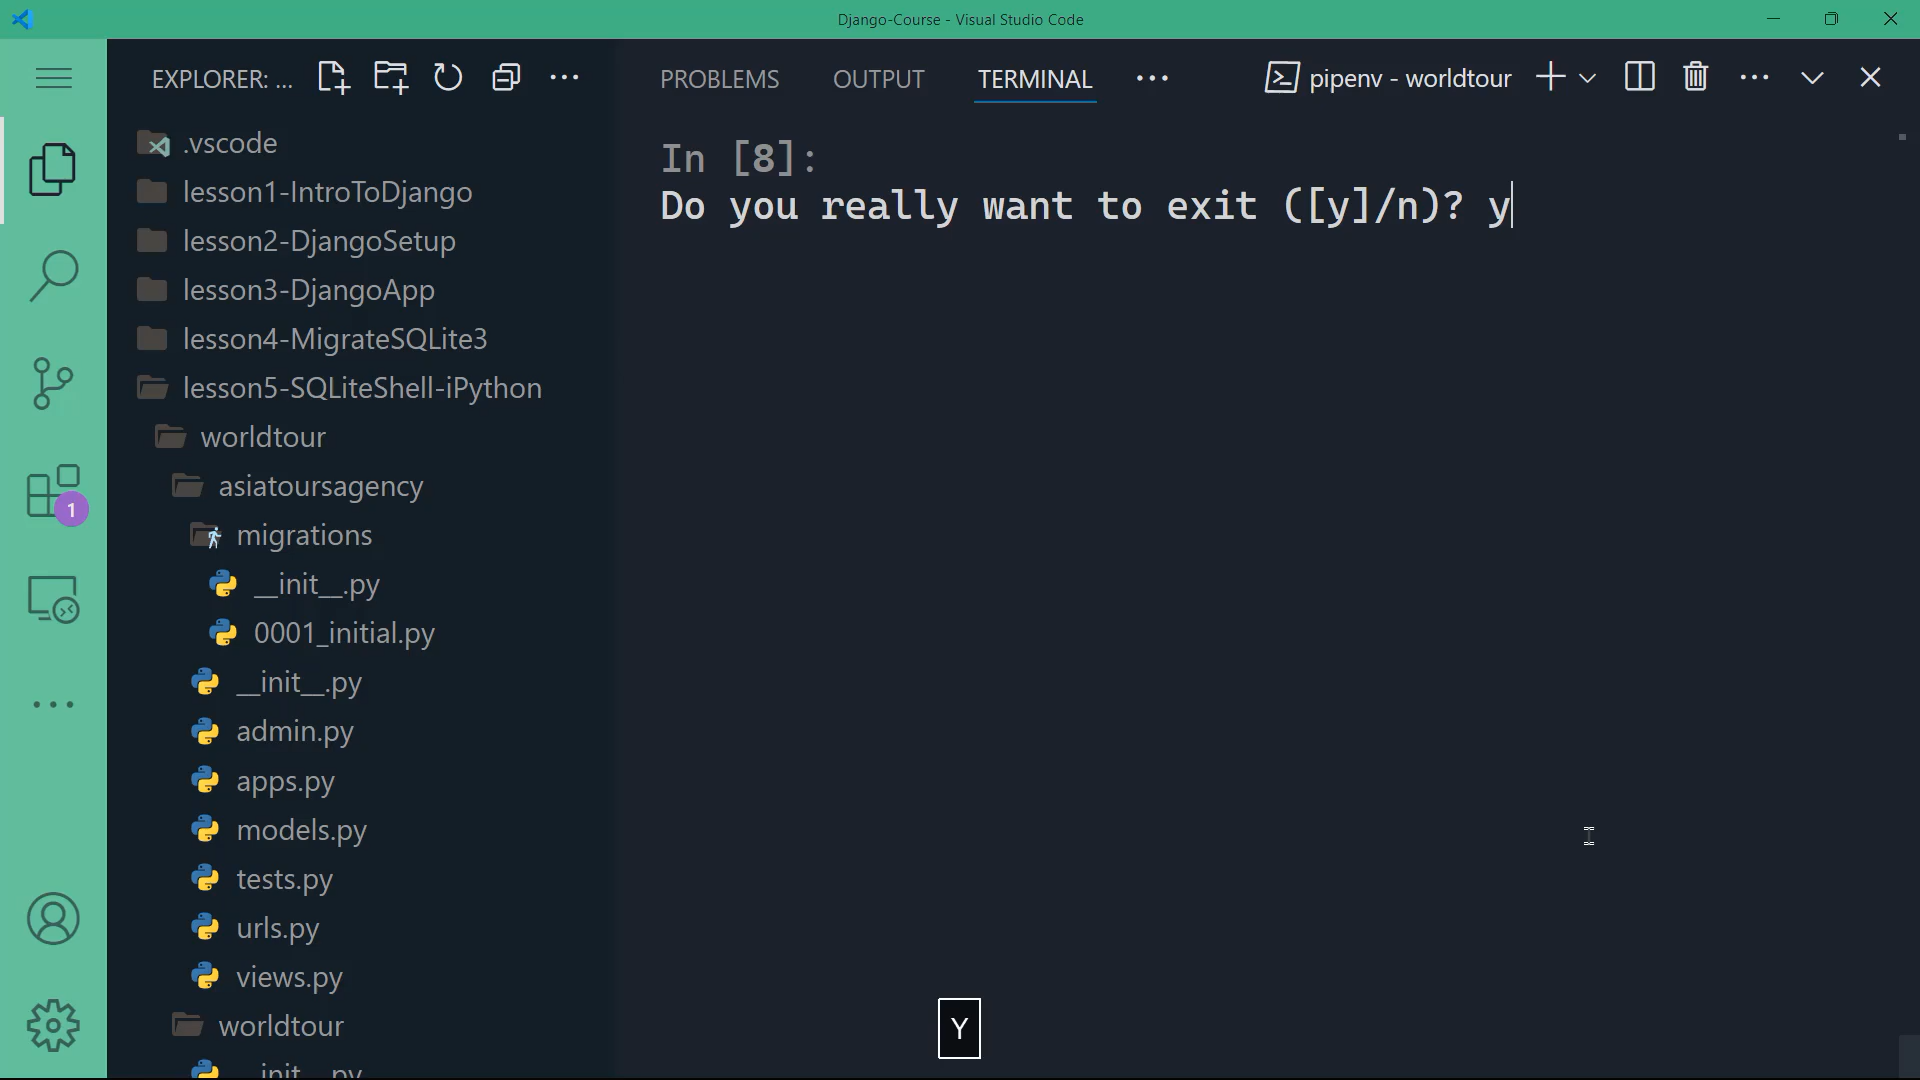 Django-Course - Visual Studio Code
EXPLORER: ...
PROBLEMS OUTPUT TERMINAL
pipenv - worldtour
.vscode
lesson1-IntroToDjango
lesson2-DjangoSetup
lesson3-DjangoApp
lesson4-MigrateSQLite3
lesson5-SQLiteShell-iPython
worldtour
asiatoursagency
migrations
__init__.py
0001_initial.py
__init__.py
admin.py
apps.py
models.py
tests.py
urls.py
views.py
worldtour
__init__.py
1
In [8]:
Do you really want to exit ([y]/n)? y
Y